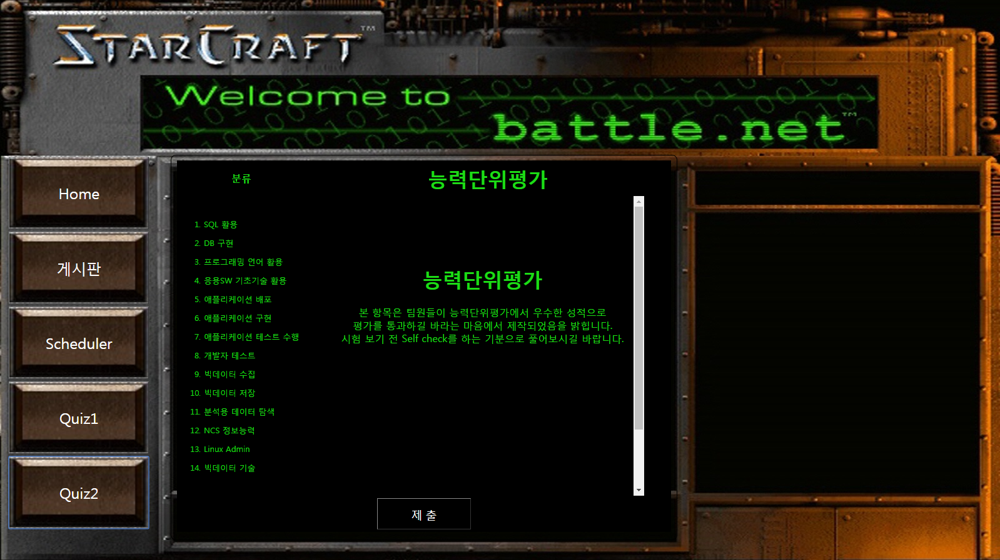 STARCRAFT™
Welcome to
battle.net™
Home
게시판
Scheduler
Quiz1
Quiz2
분류
1. SQL 활용
2. DB 구현
3. 프로그래밍 언어 활용
4. 응용SW 기초기술 활용
5. 애플리케이션 배포
6. 애플리케이션 구현
7. 애플리케이션 테스트 수행
8. 개발자 테스트
9. 빅데이터 수집
10. 빅데이터 저장
11. 분석용 데이터 탐색
12. NCS 정보능력
13. Linux Admin
14. 빅데이터 기술
능력단위평가
능력단위평가
본 항목은 팀원들이 능력단위평가에서 우수한 성적으로
평가를 통과하길 바라는 마음에서 제작되었음을 밝힙니다.
시험 보기 전 Self check를 하는 기분으로 풀어보시길 바랍니다.
제 출